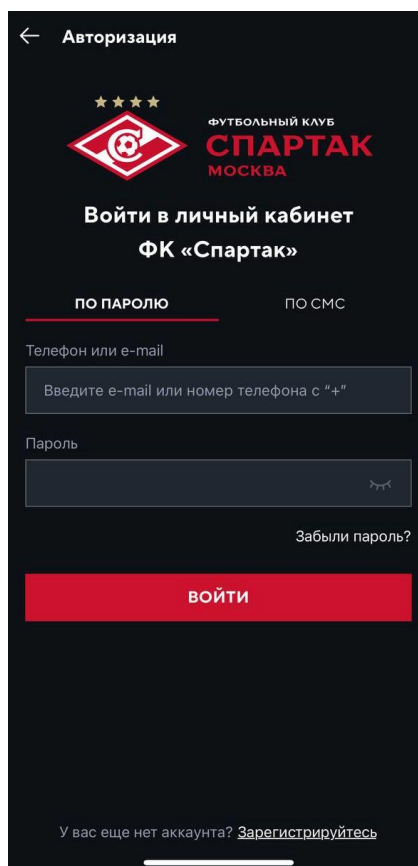 Авторизация
ФУТБОЛЬНЫЙ КЛУБ
СПАРТАК
МОСКВА
Войти в личный кабинет
ФК «Спартак»
ПО ПАРОЛЮ
ПО СМС
Телефон или e-mail
Введите e-mail или номер телефона с “+”
Пароль
Забыли пароль?
ВОЙТИ
У вас еще нет аккаунта? Зарегистрируйтесь